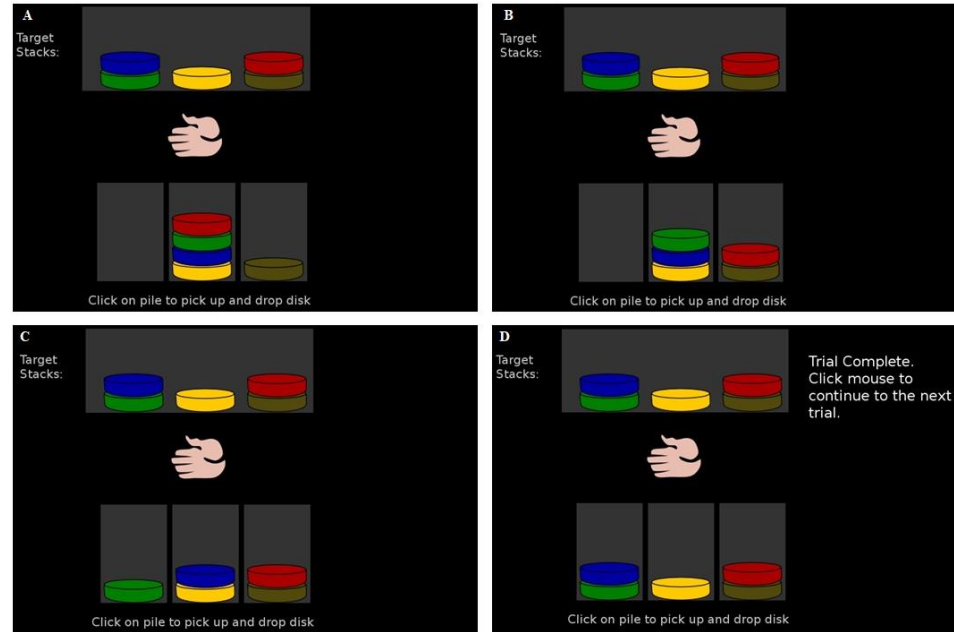 A
Target
Stacks:
Click on pile to pick up and drop disk
B
Target
Stacks:
Click on pile to pick up and drop disk
C
Target
Stacks:
Click on pile to pick up and drop disk
D
Target
Stacks:
Trial Complete.
Click mouse to
continue to the next
trial.
Click on pile to pick up and drop disk